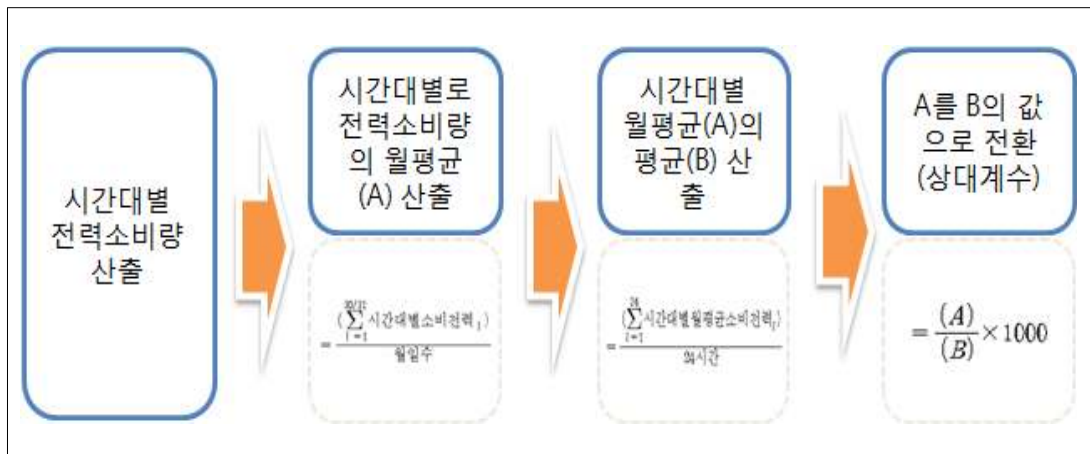 시간대별
전력소비량
산출
시간대별로
전력소비량
의 월평균
(A) 산출
= (∑ 시간대별소비전력 i ) / 월일수
i = 1
시간대별
월평균(A)의
평균(B) 산
출
= (∑ 시간대별월평균소비전력i) / 24시간
24
i = 1
A를 B의 값
으로 전환
(상대계수)
= (A) / (B) × 1000